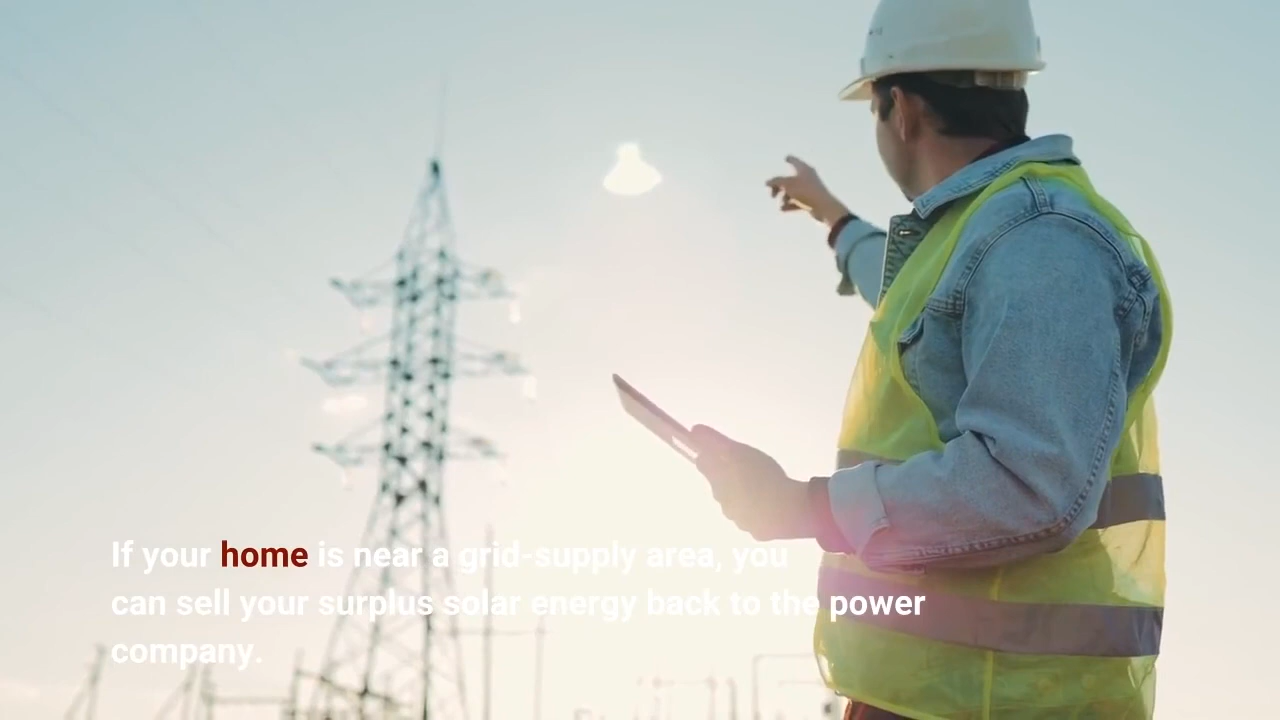 If your home is near a grid-supply area, you
can sell your surplus solar energy back to the power
company.